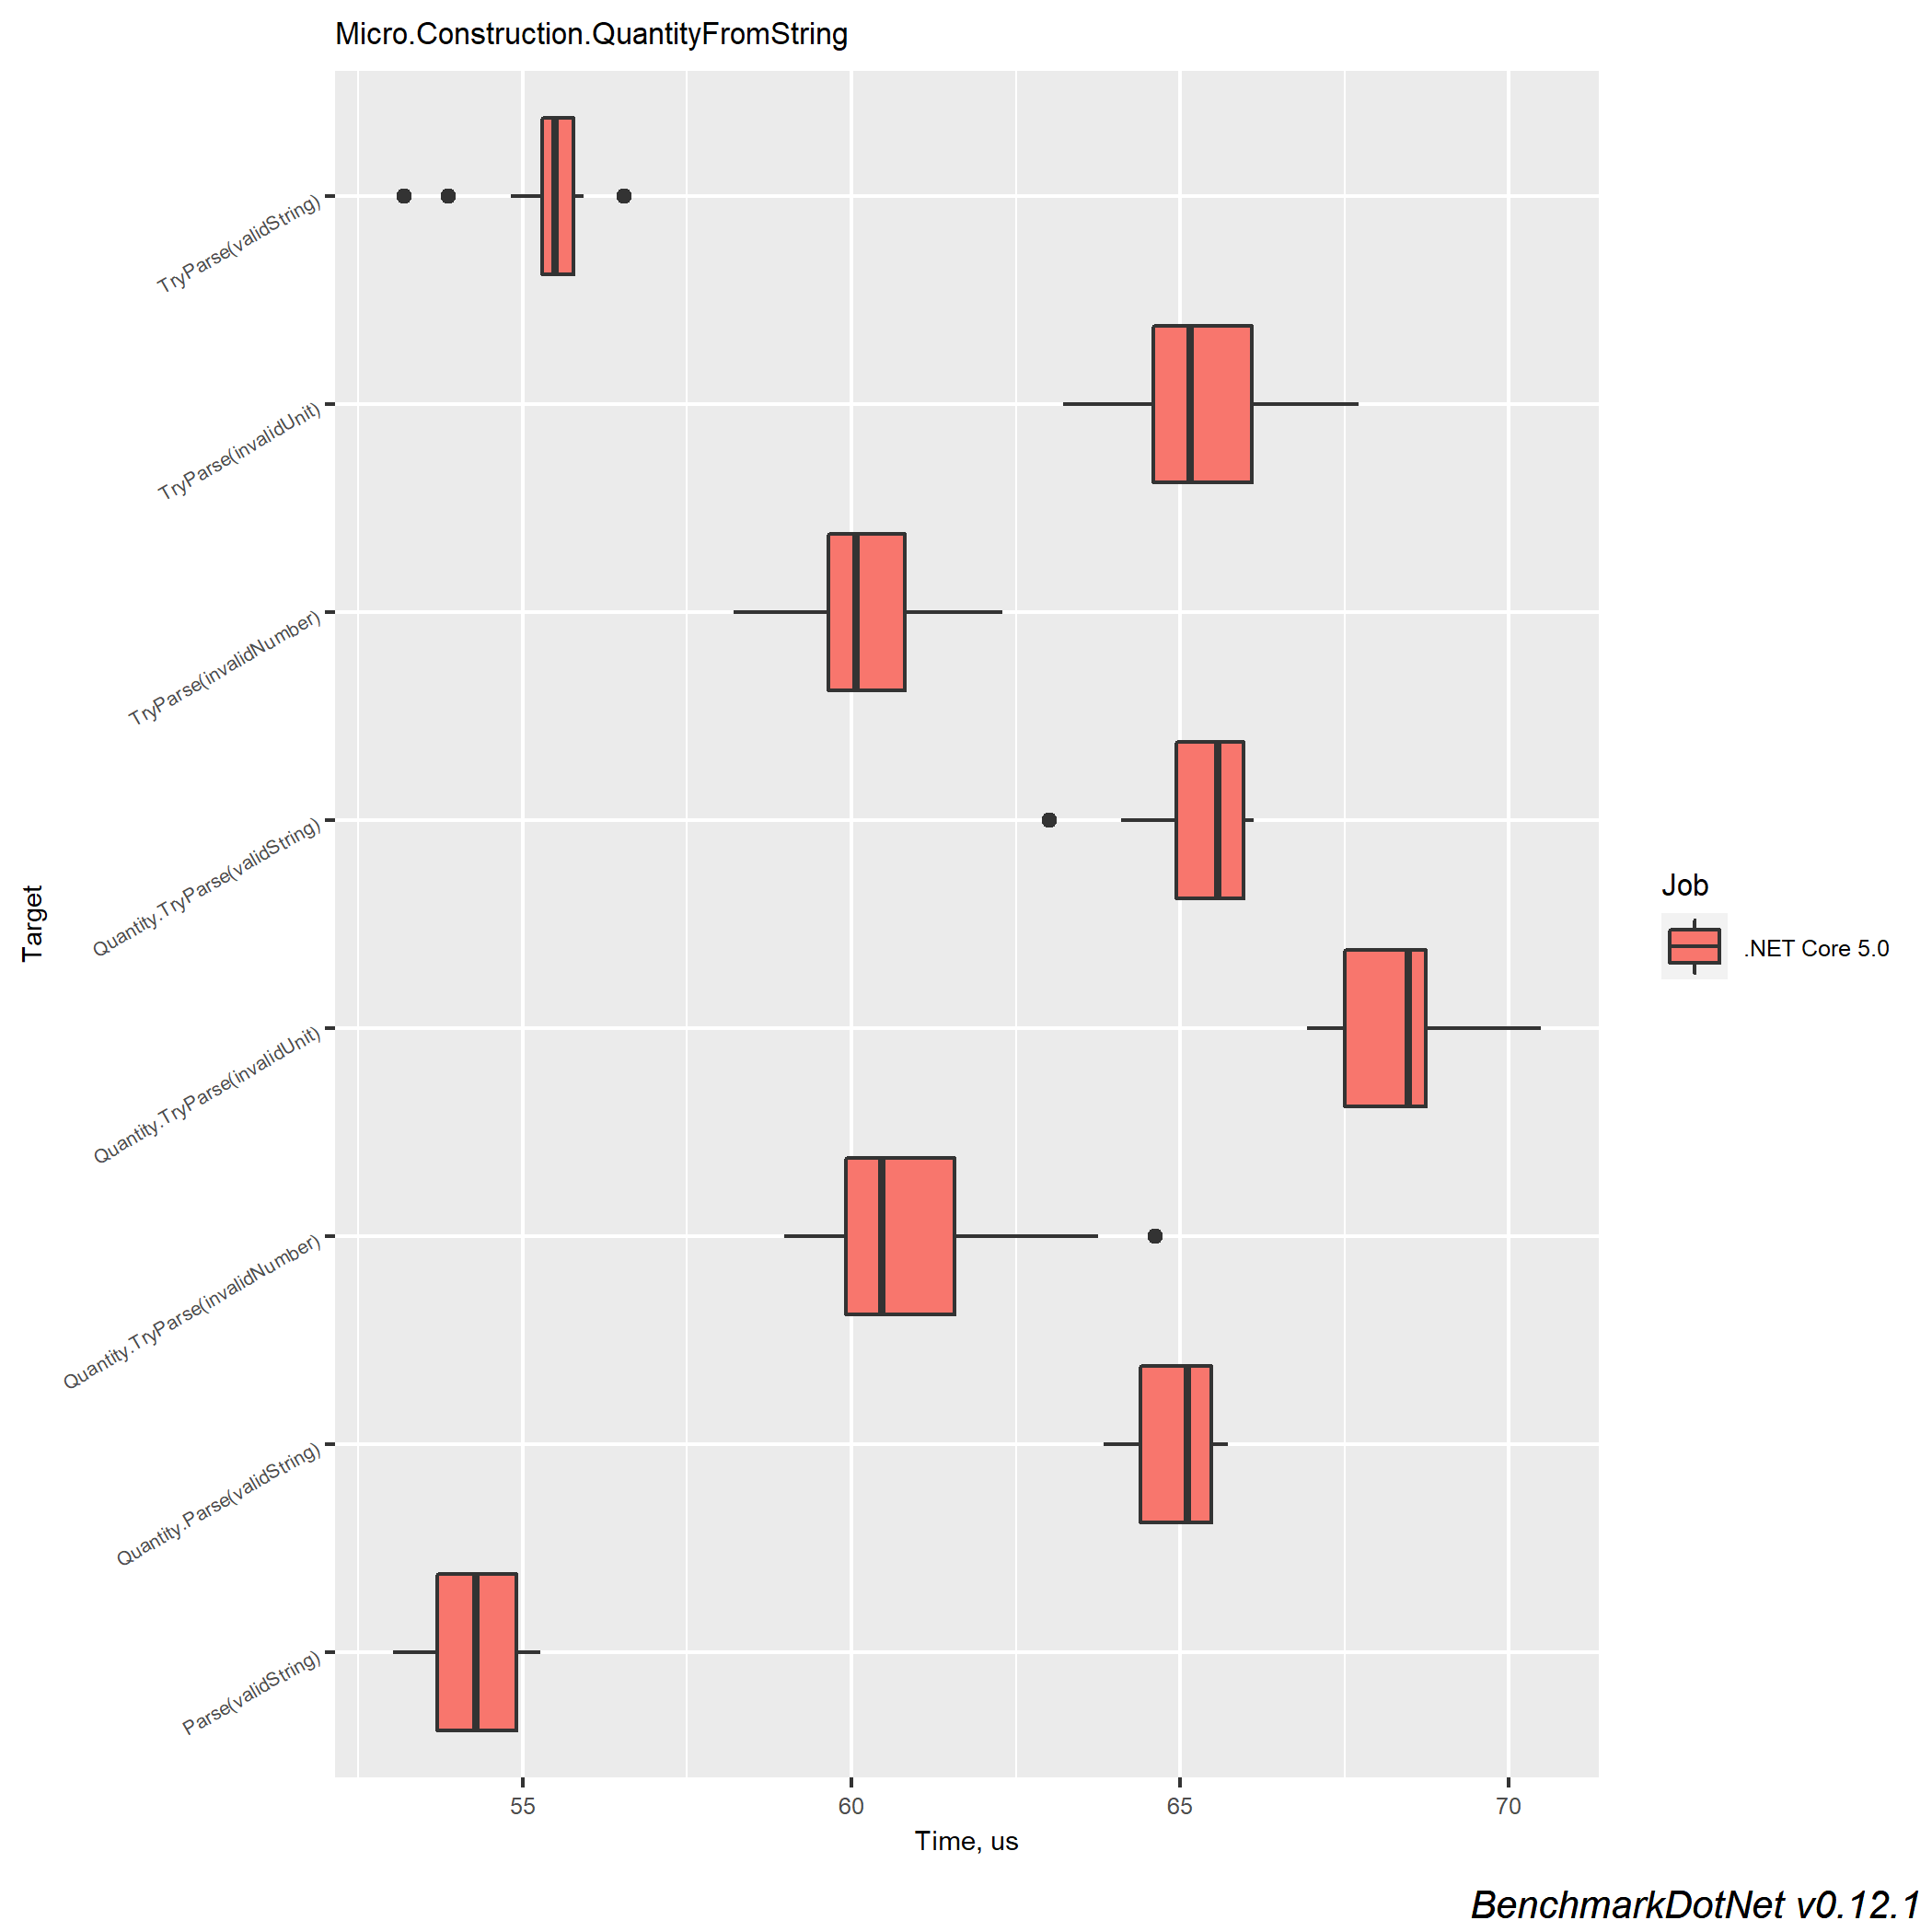 Micro.Construction.QuantityFromString
TryParse(validString)
TryParse(invalidUnit)
TryParse(invalidNumber)
Quantity.TryParse(validString)
Quantity.TryParse(invalidUnit)
Quantity.TryParse(invalidNumber)
Quantity.Parse(validString)
Parse(validString)
Target
55 60 65 70
Time, us
Job
.NET Core 5.0
BenchmarkDotNet v0.12.1